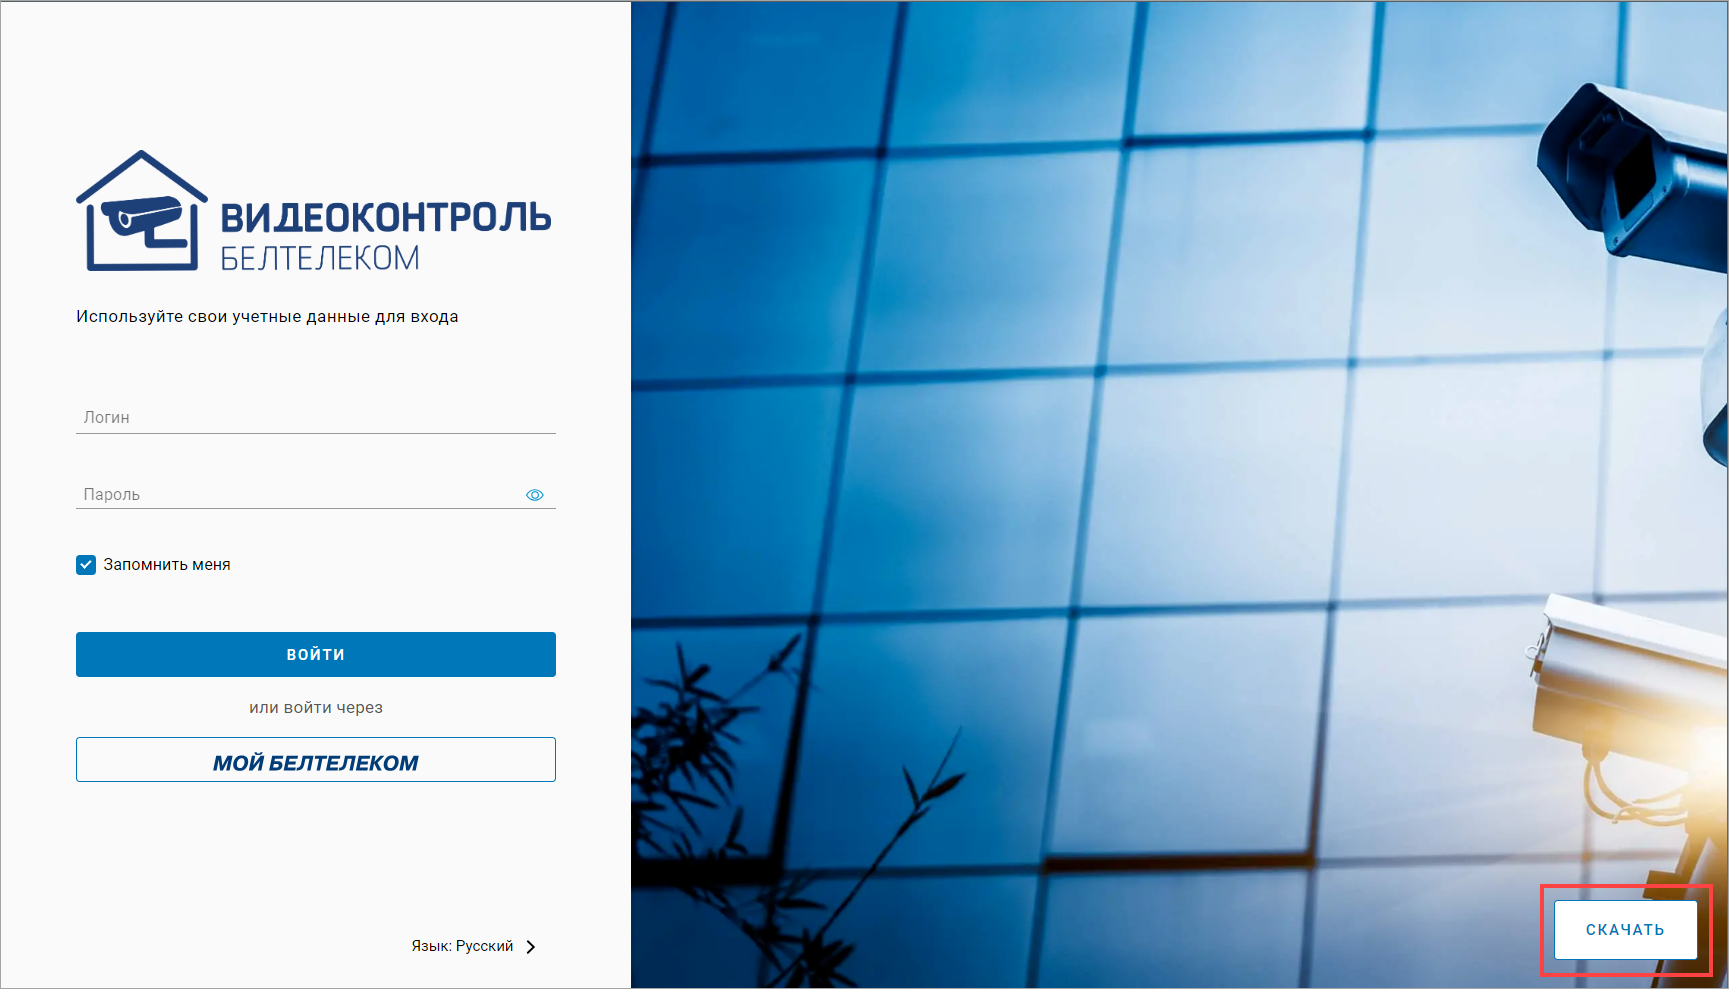 ВИДЕОКОНТРОЛЬ
БЕЛТЕЛЕКОМ
Используйте свои учетные данные для входа
Логин
Пароль
Запомнить меня
ВОЙТИ
или войти через
МОЙ БЕЛТЕЛЕКОМ
Язык: Русский
СКАЧАТЬ